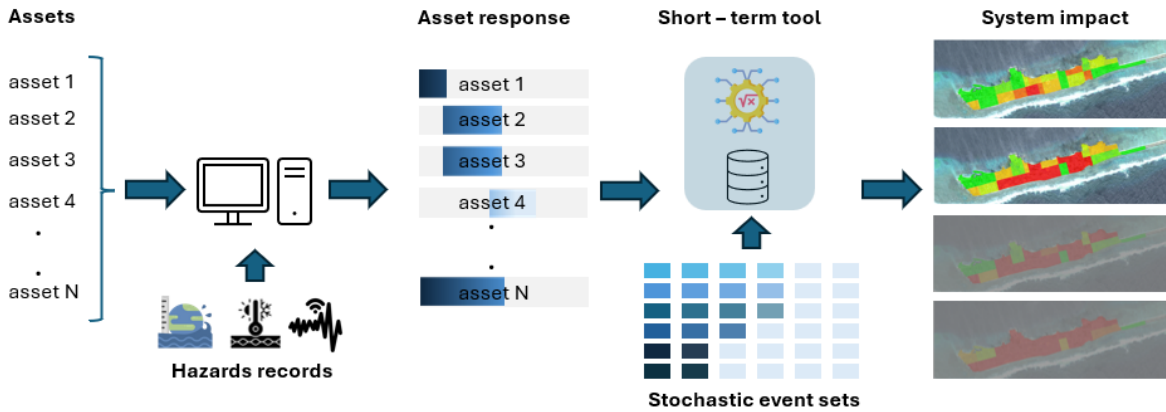 Assets
Asset response
Short – term tool
System impact
asset 1
asset 2
asset 3
asset 4
.
.
asset N
asset 1
asset 2
asset 3
asset 4
.
.
asset N
√x
Hazards records
Stochastic event sets